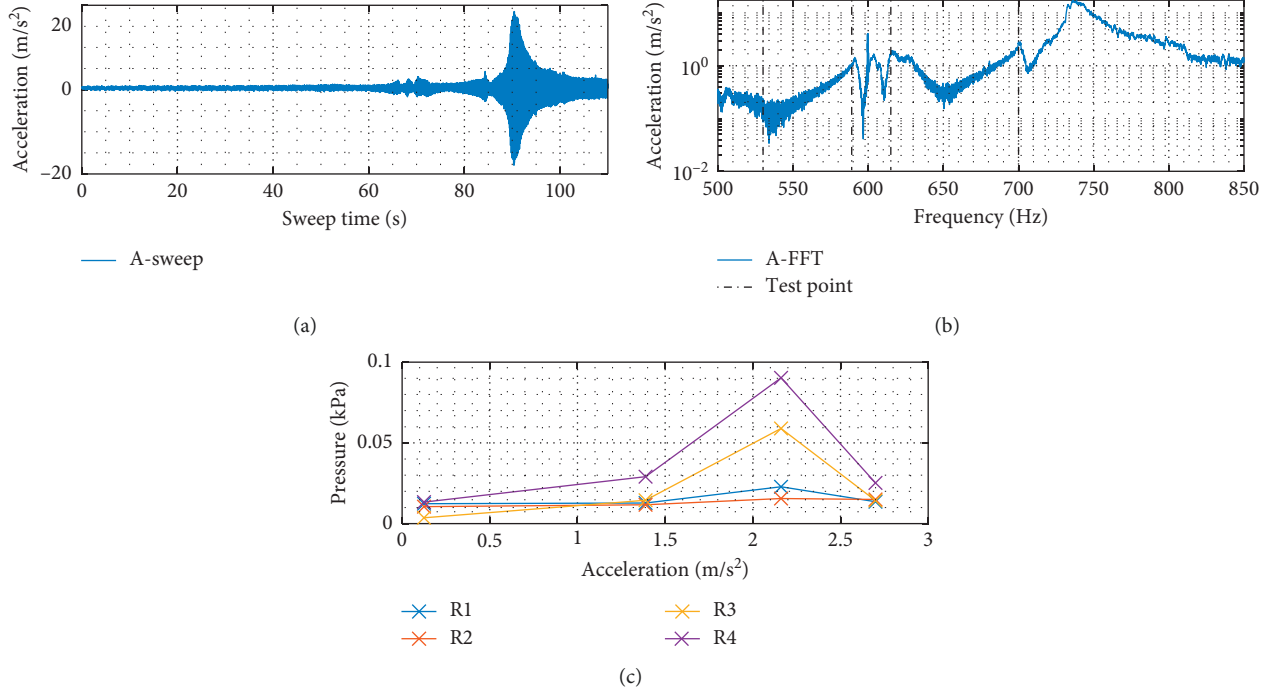 20
0
−20
Acceleration (m/s²)
0 20 40 60 80 100
Sweep time (s)
A-sweep
(a)
10⁰
10⁻²
Acceleration (m/s²)
500 550 600 650 700 750 800 850
Frequency (Hz)
A-FFT
Test point
(b)
0.1
0.05
0
Pressure (kPa)
0 0.5 1 1.5 2 2.5 3
Acceleration (m/s²)
R1 R3
R2 R4
(c)